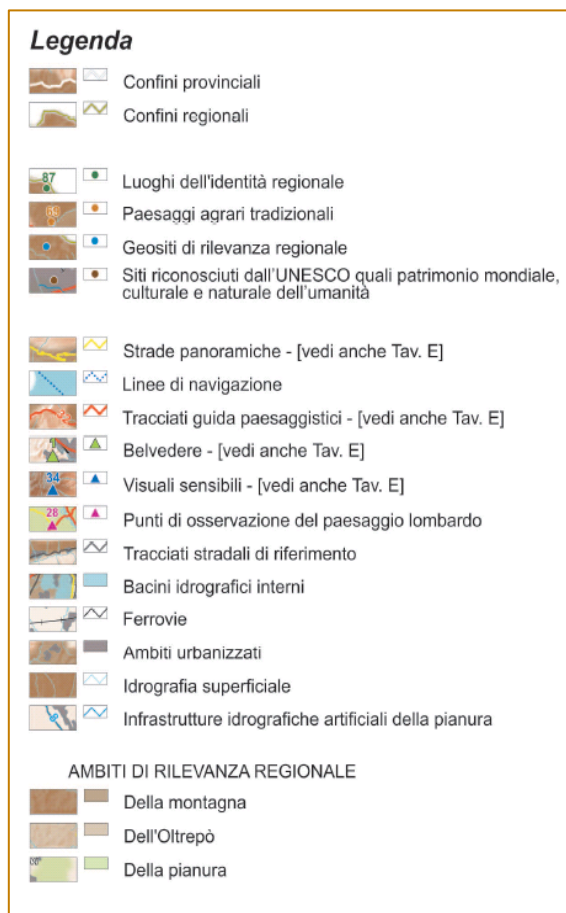 Legenda
Confini provinciali
Confini regionali
87
Luoghi dell'identità regionale
Paesaggi agrari tradizionali
Geositi di rilevanza regionale
Siti riconosciuti dall'UNESCO quali patrimonio mondiale,
culturale e naturale dell'umanità
Strade panoramiche - [vedi anche Tav. E]
Linee di navigazione
Tracciati guida paesaggistici - [vedi anche Tav. E]
Belvedere - [vedi anche Tav. E]
34
Visuali sensibili - [vedi anche Tav. E]
28
Punti di osservazione del paesaggio lombardo
Tracciati stradali di riferimento
Bacini idrografici interni
Ferrovie
Ambiti urbanizzati
Idrografia superficiale
Infrastrutture idrografiche artificiali della pianura
AMBITI DI RILEVANZA REGIONALE
Della montagna
Dell'Oltrepò
Della pianura